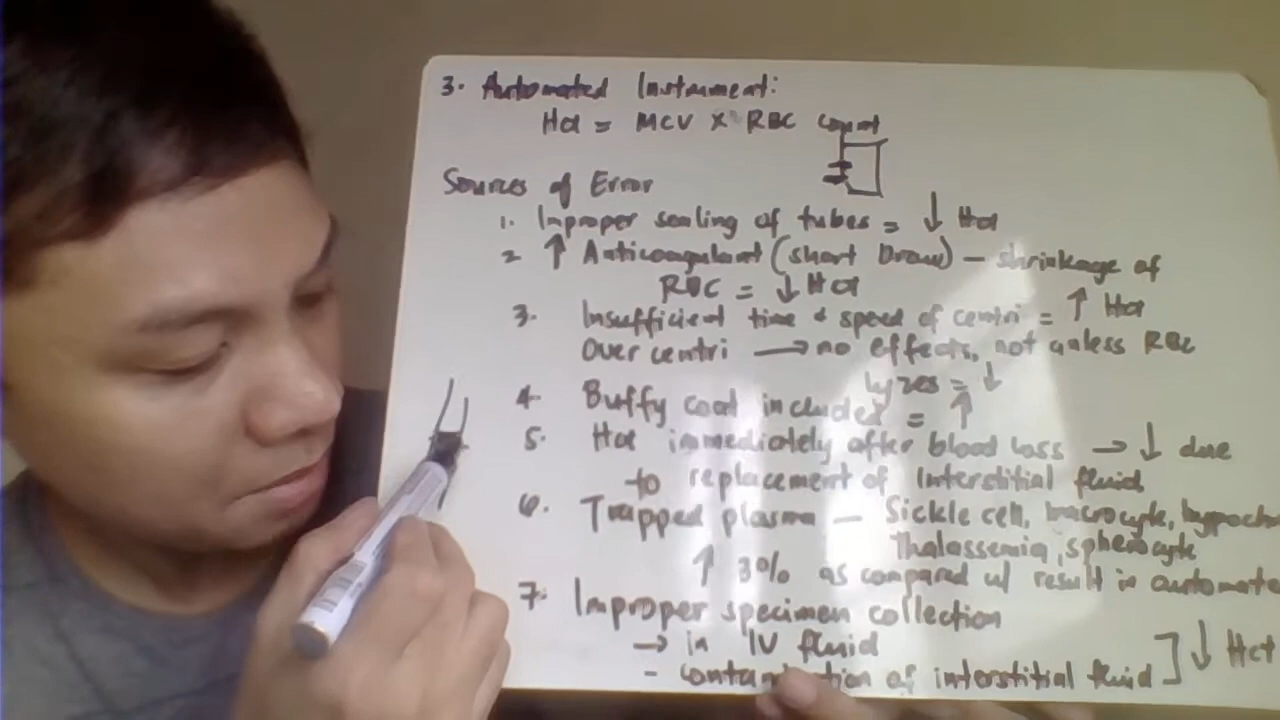 3. Automated Instrument:
Hct = MCV X RBC count
Sources of Error
1. Improper sealing of tubes = ↓ Hct
2 ↑ Anticoagulant (short Draw) – shrinkage of
RBC = ↓ Hct
3. Insufficient time & speed of centri = ↑ Hct
Over centri → no effects, not unless RBC
lyzes = ↓
4. Buffy coat included = ↑
5. Hct immediately after blood loss → ↓ due
to replacement of Interstitial fluid
6. Trapped plasma – Sickle cell, macrocyte, hypoch
Thalassemia, spherocyte
↑ 3% as compared w/ result in automate
7. Improper specimen collection
→ in IV fluid
- contamination of interstitial fluid ] ↓ Hct